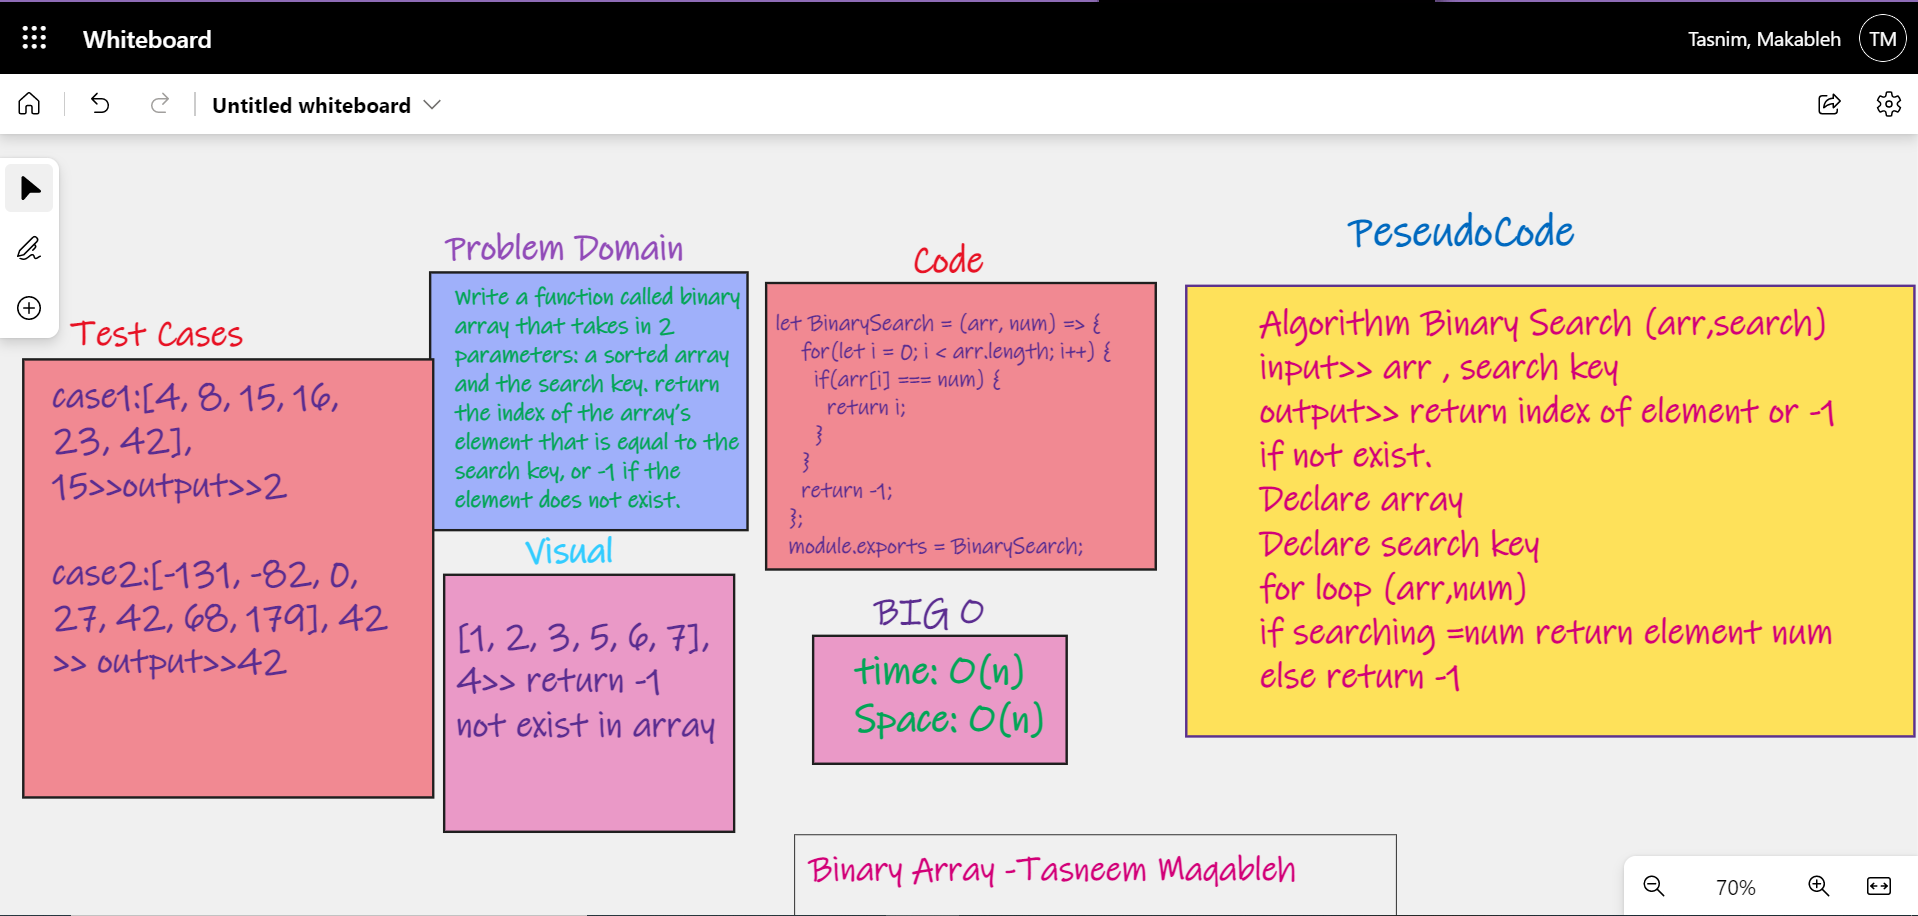 Whiteboard
Tasnim, Makableh
TM
Untitled whiteboard
Test Cases
case1:[4, 8, 15, 16,
23, 42],
15>>output>>2
case2:[-131, -82, 0,
27, 42, 68, 179], 42
>> output>>42
Problem Domain
Write a function called binary
array that takes in 2
parameters: a sorted array
and the search key. return
the index of the array's
element that is equal to the
search key, or -1 if the
element does not exist.
Visual
[1, 2, 3, 5, 6, 7],
4>> return -1
not exist in array
Code
let BinarySearch = (arr, num) => {
for(let i = 0; i < arr.length; i++) {
if(arr[i] === num) {
return i;
}
}
return -1;
};
module.exports = BinarySearch;
BIG O
time: O(n)
Space: O(n)
PeseudoCode
Algorithm Binary Search (arr,search)
input>> arr , search key
output>> return index of element or -1
if not exist.
Declare array
Declare search key
for loop (arr,num)
if searching =num return element num
else return -1
Binary Array -Tasneem Maqableh
70%